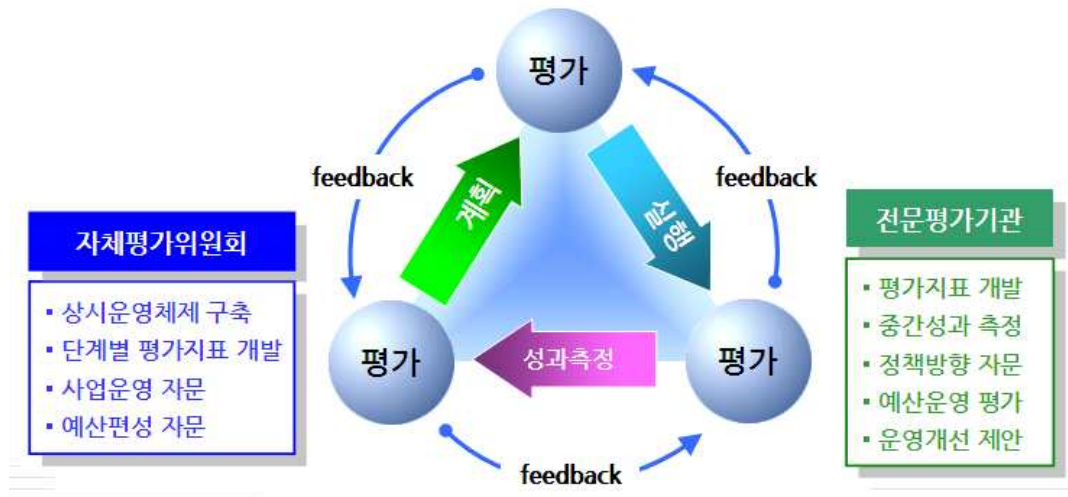 평가
feedback
feedback
계획
실행
자체평가위원회
▪ 상시운영체제 구축
▪ 단계별 평가지표 개발
▪ 사업운영 자문
▪ 예산편성 자문
전문평가기관
▪ 평가지표 개발
▪ 중간성과 측정
▪ 정책방향 자문
▪ 예산운영 평가
▪ 운영개선 제안
평가
성과측정
평가
feedback